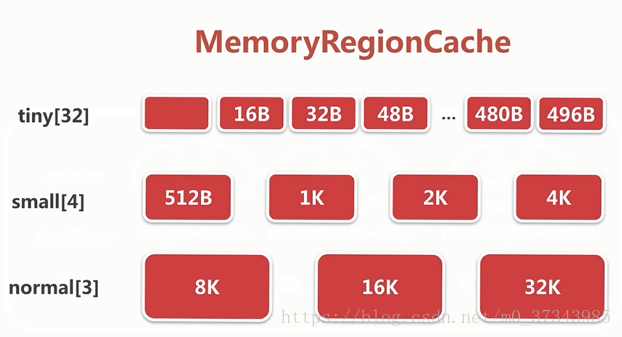 MemoryRegionCache
tiny[32] 16B 32B 48B ... 480B 496B
small[4] 512B 1K 2K 4K
normal[3] 8K 16K 32K
https://blog.csdn.net/m0_37343985